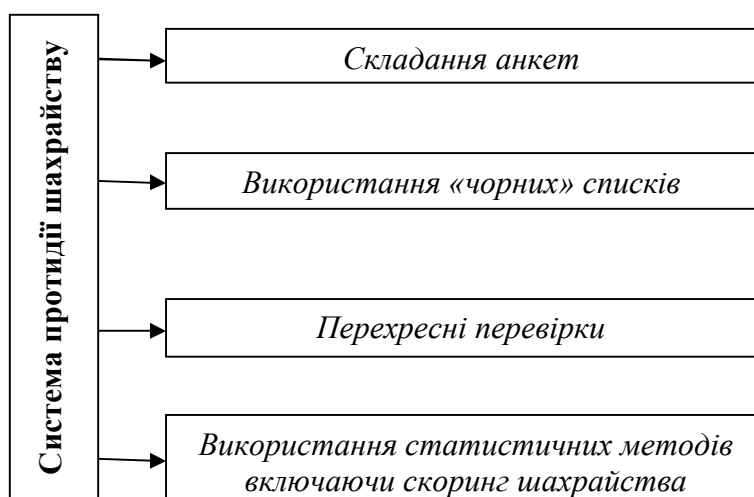 Система протидії шахрайству
Складання анкет
Використання «чорних» списків
Перехресні перевірки
Використання статистичних методів
включаючи скоринг шахрайства